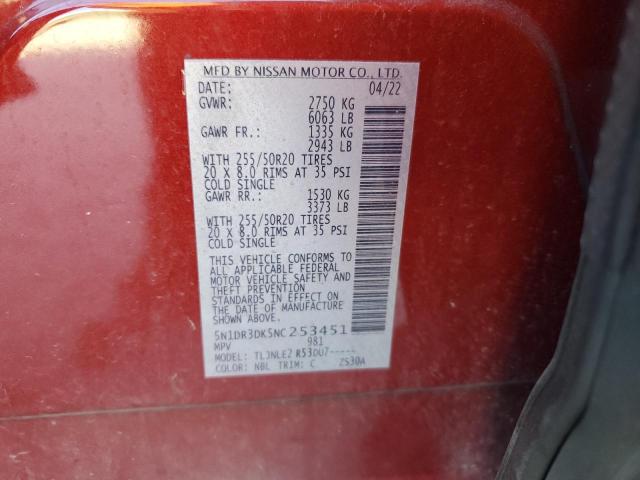 MFD BY NISSAN MOTOR CO., LTD.
DATE: 04/22
GVWR: 2750 KG
6063 LB
GAWR FR.: 1335 KG
2943 LB
WITH 255/50R20 TIRES
20 X 8.0 RIMS AT 35 PSI
COLD SINGLE
GAWR RR.: 1530 KG
3373 LB
WITH 255/50R20 TIRES
20 X 8.0 RIMS AT 35 PSI
COLD SINGLE
THIS VEHICLE CONFORMS TO
ALL APPLICABLE FEDERAL
MOTOR VEHICLE SAFETY AND
THEFT PREVENTION
STANDARDS IN EFFECT ON
THE DATE OF MANUFACTURE
SHOWN ABOVE.
5N1DR3DK5NC253451
MPV 981
MODEL: R53DU7-----
COLOR: NBL TRIM: C 2530A